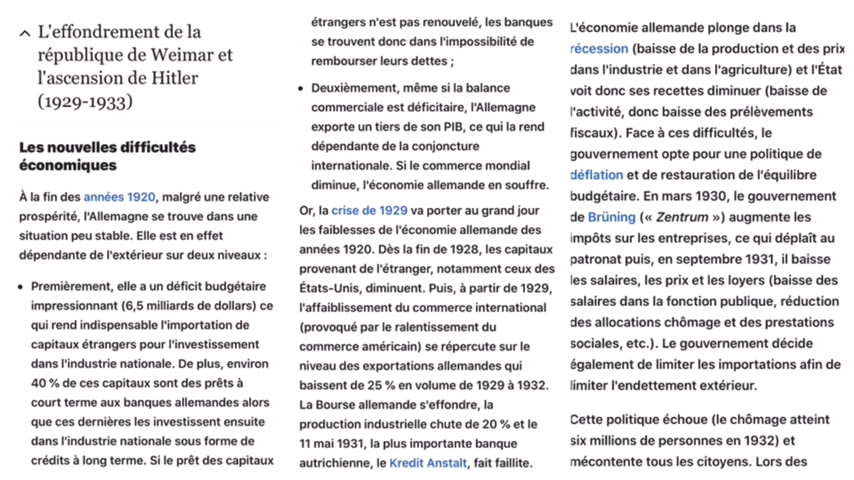 L'effondrement de la
république de Weimar et
l'ascension de Hitler
(1929-1933)
Les nouvelles difficultés
économiques
À la fin des années 1920, malgré une relative
prospérité, l'Allemagne se trouve dans une
situation peu stable. Elle est en effet
dépendante de l'extérieur sur deux niveaux :
• Premièrement, elle a un déficit budgétaire
impressionnant (6,5 milliards de dollars) ce
qui rend indispensable l'importation de
capitaux étrangers pour l'investissement
dans l'industrie nationale. De plus, environ
40 % de ces capitaux sont des prêts à
court terme aux banques allemandes alors
que ces dernières les investissent ensuite
dans l'industrie nationale sous forme de
crédits à long terme. Si le prêt des capitaux
étrangers n'est pas renouvelé, les banques
se trouvent donc dans l'impossibilité de
rembourser leurs dettes ;
• Deuxièmement, même si la balance
commerciale est déficitaire, l'Allemagne
exporte un tiers de son PIB, ce qui la rend
dépendante de la conjoncture
internationale. Si le commerce mondial
diminue, l'économie allemande en souffre.
Or, la crise de 1929 va porter au grand jour
les faiblesses de l'économie allemande des
années 1920. Dès la fin de 1928, les capitaux
provenant de l'étranger, notamment ceux des
États-Unis, diminuent. Puis, à partir de 1929,
l'affaiblissement du commerce international
(provoqué par le ralentissement du
commerce américain) se répercute sur le
niveau des exportations allemandes qui
baissent de 25 % en volume de 1929 à 1932.
La Bourse allemande s'effondre, la
production industrielle chute de 20 % et le
11 mai 1931, la plus importante banque
autrichienne, le Kredit Anstalt, fait faillite.
L'économie allemande plonge dans la
récession (baisse de la production et des prix
dans l'industrie et dans l'agriculture) et l'État
voit donc ses recettes diminuer (baisse de
l'activité, donc baisse des prélèvements
fiscaux). Face à ces difficultés, le
gouvernement opte pour une politique de
déflation et de restauration de l'équilibre
budgétaire. En mars 1930, le gouvernement
de Brüning (« Zentrum ») augmente les
impôts sur les entreprises, ce qui déplaît au
patronat puis, en septembre 1931, il baisse
les salaires, les prix et les loyers (baisse des
salaires dans la fonction publique, réduction
des allocations chômage et des prestations
sociales, etc.). Le gouvernement décide
également de limiter les importations afin de
limiter l'endettement extérieur.
Cette politique échoue (le chômage atteint
six millions de personnes en 1932) et
mécontente tous les citoyens. Lors des